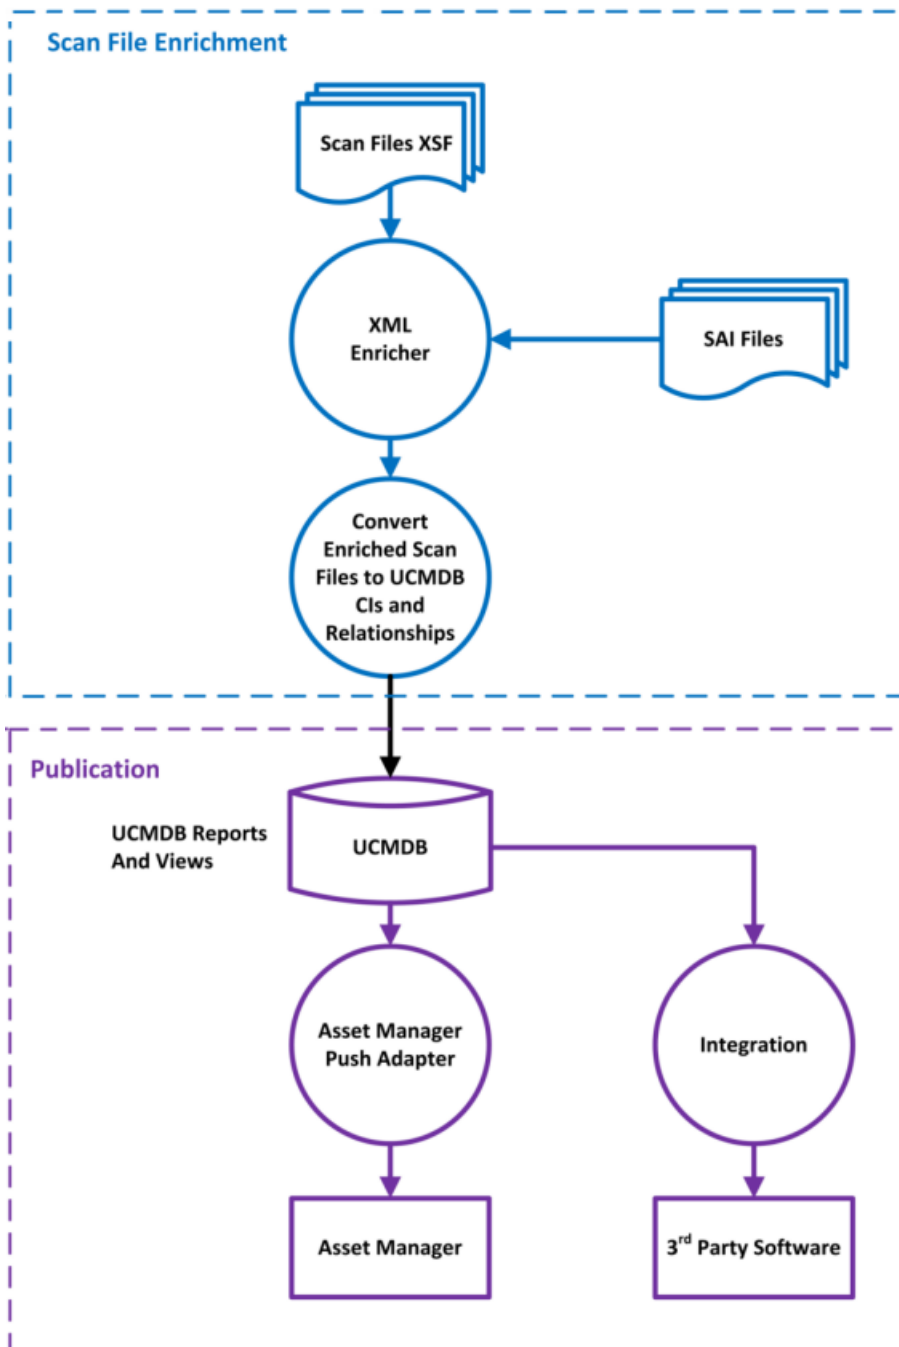 Scan File Enrichment
Scan Files XSF
XML
Enricher
SAI Files
Convert
Enriched Scan
Files to UCMDB
CIs and
Relationships
Publication
UCMDB Reports
And Views
UCMDB
Asset Manager
Push Adapter
Integration
Asset Manager
3rd Party Software